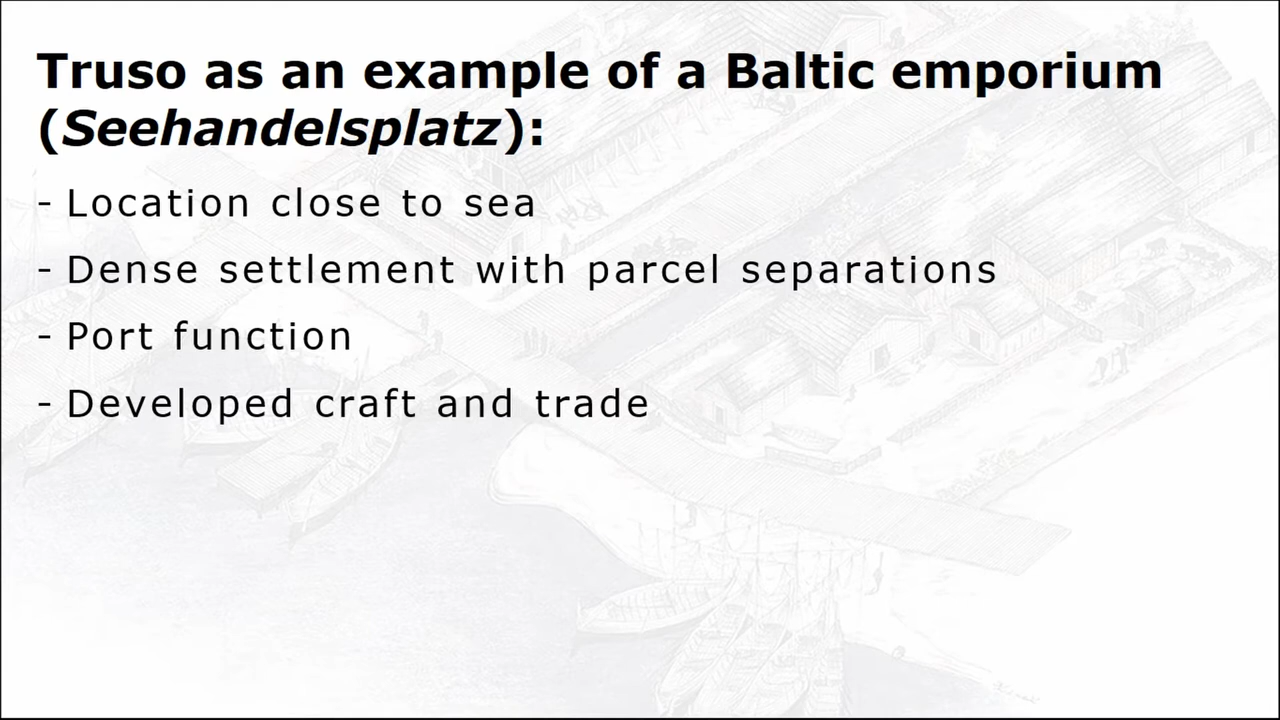 Truso as an example of a Baltic emporium
(Seehandelsplatz):
- Location close to sea
- Dense settlement with parcel separations
- Port function
- Developed craft and trade